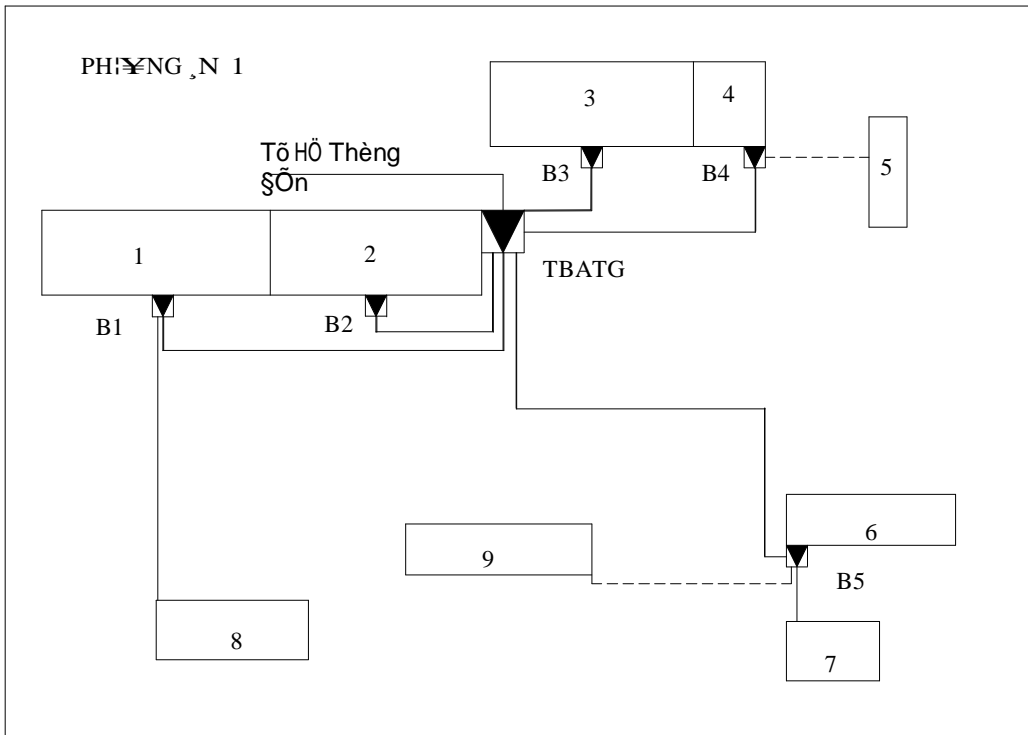 PH¦¥NG ¸N 1
3
4
Tõ HÖ Thèng
§Õn
B3
B4
5
1
2
TBATG
B1
B2
6
9
B5
8
7